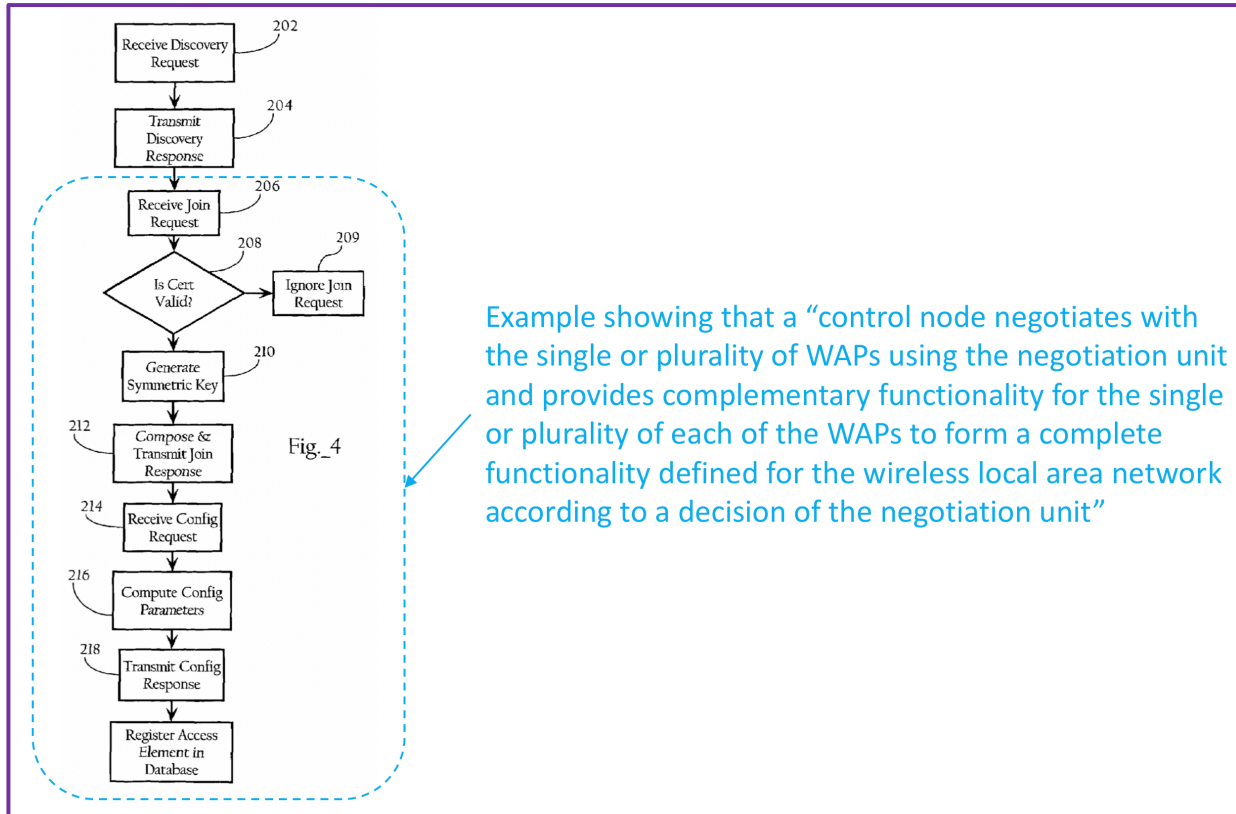 202
Receive Discovery
Request
204
Transmit
Discovery
Response
206
Receive Join
Request
208
209
Is Cert
Valid?
Ignore Join
Request
210
Generate
Symmetric Key
212
Compose &
Transmit Join
Response
Fig._4
214
Receive Config
Request
216
Compute Config
Parameters
218
Transmit Config
Response
Register Access
Element in
Database
Example showing that a “control node negotiates with
the single or plurality of WAPs using the negotiation unit
and provides complementary functionality for the single
or plurality of each of the WAPs to form a complete
functionality defined for the wireless local area network
according to a decision of the negotiation unit”